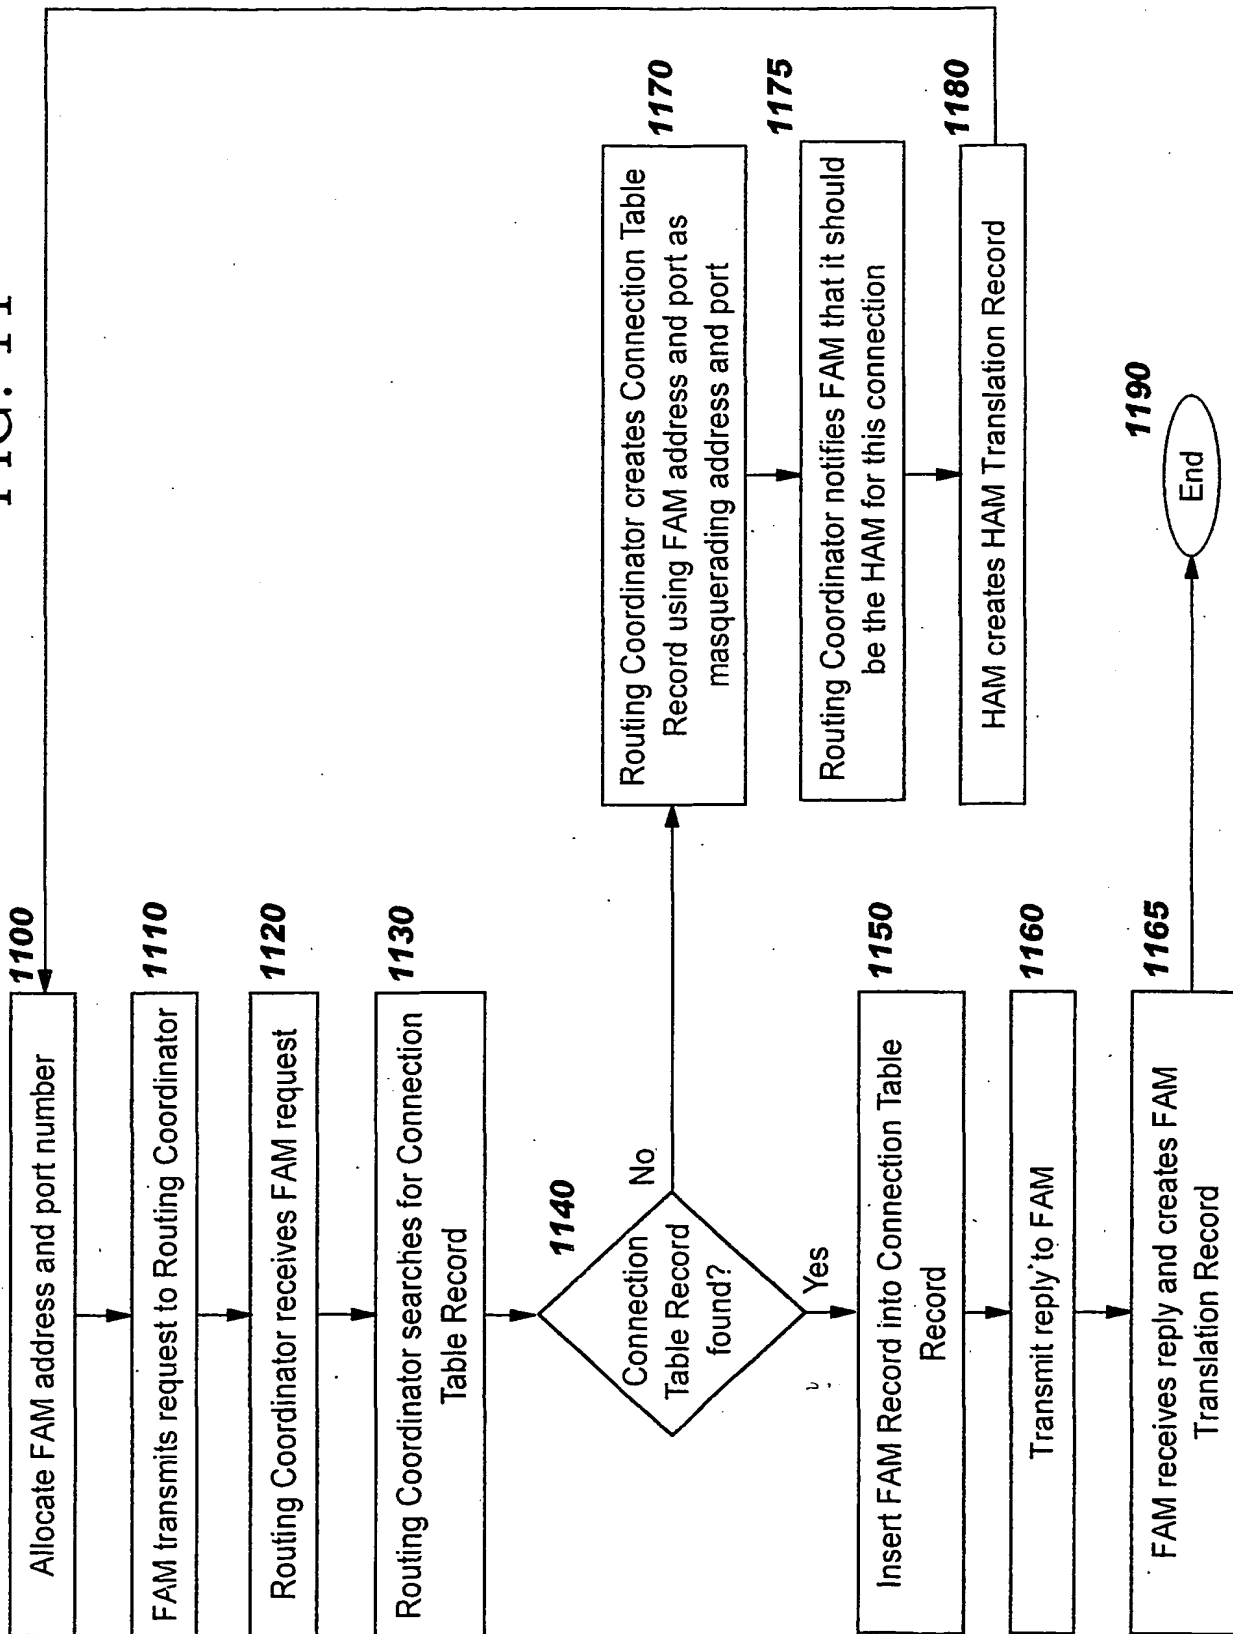 FIG. 11
1100
Allocate FAM address and port number
1110
FAM transmits request to Routing Coordinator
1120
Routing Coordinator receives FAM request
1130
Routing Coordinator searches for Connection
Table Record
1140
Connection
Table Record
found?
No
Yes
1150
Insert FAM Record into Connection Table
Record
1160
Transmit reply to FAM
1165
FAM receives reply and creates FAM
Translation Record
1170
Routing Coordinator creates Connection Table
Record using FAM address and port as
masquerading address and port
1175
Routing Coordinator notifies FAM that it should
be the HAM for this connection
1180
HAM creates HAM Translation Record
1190
End